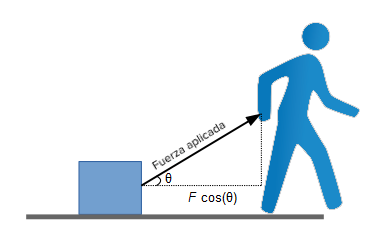 Fuerza aplicada
θ
F cos(θ)